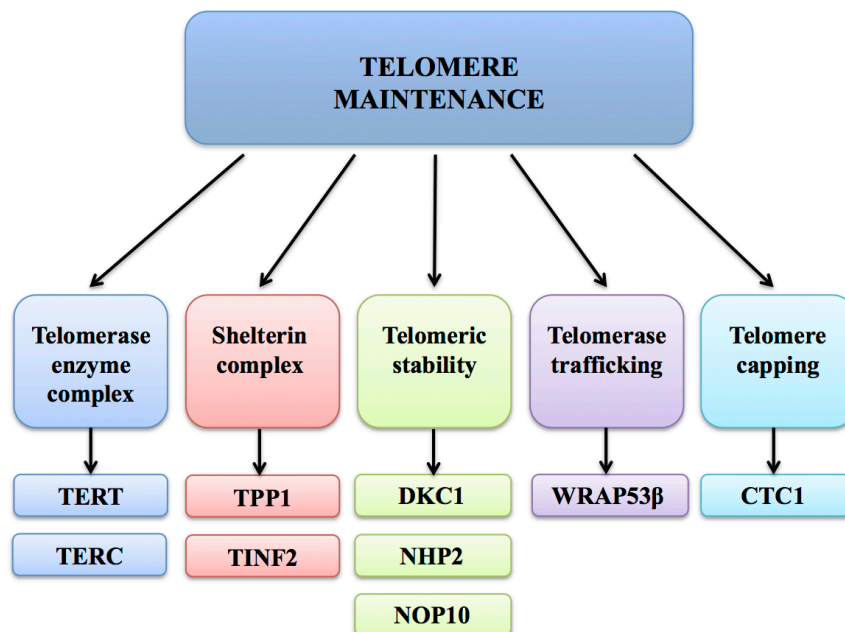 TELOMERE
MAINTENANCE
Telomerase
enzyme
complex
Shelterin
complex
Telomeric
stability
Telomerase
trafficking
Telomere
capping
TERT
TPP1
DKC1
WRAP53β
CTC1
TERC
TINF2
NHP2
NOP10